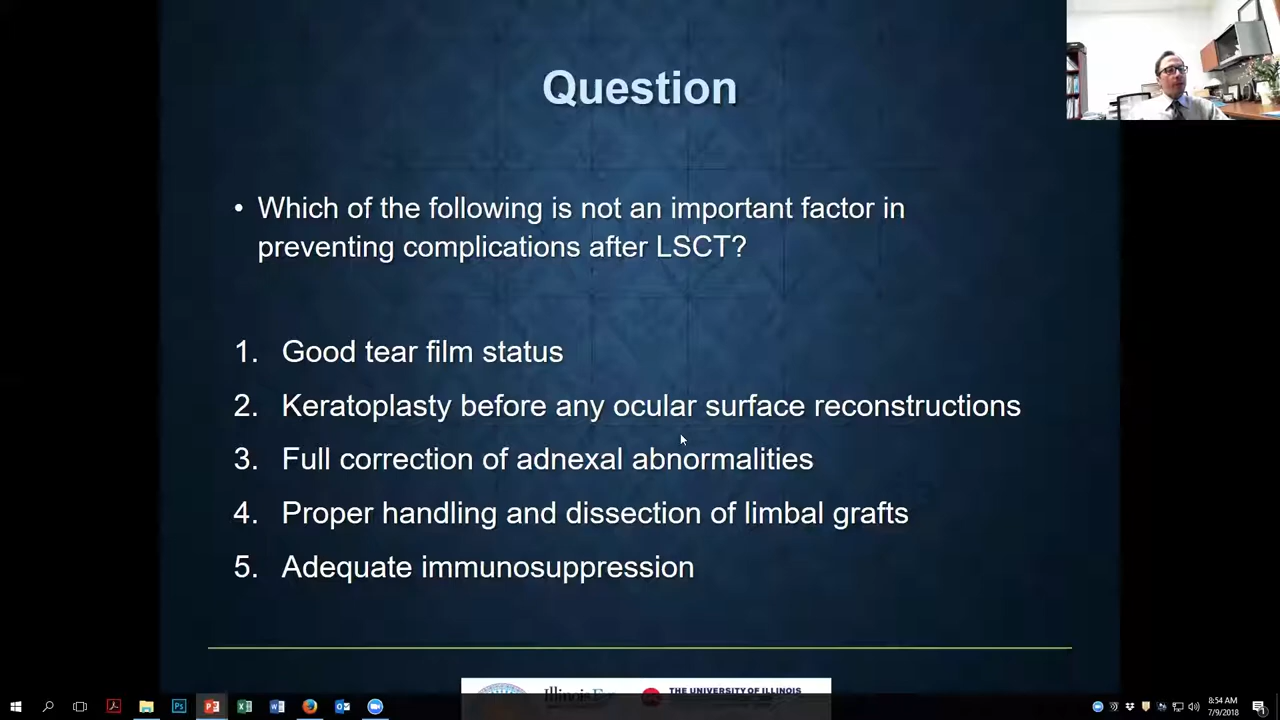 Question
• Which of the following is not an important factor in
preventing complications after LSCT?
1. Good tear film status
2. Keratoplasty before any ocular surface reconstructions
3. Full correction of adnexal abnormalities
4. Proper handling and dissection of limbal grafts
5. Adequate immunosuppression
THE UNIVERSITY OF ILLINOIS
8:54 AM
7/9/2018